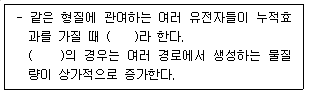 - 같은 형질에 관여하는 여러 유전자들이 누적효
과를 가질 때 (    )라 한다.
(    )의 경우는 여러 경로에서 생성하는 물질
량이 상가적으로 증가한다.